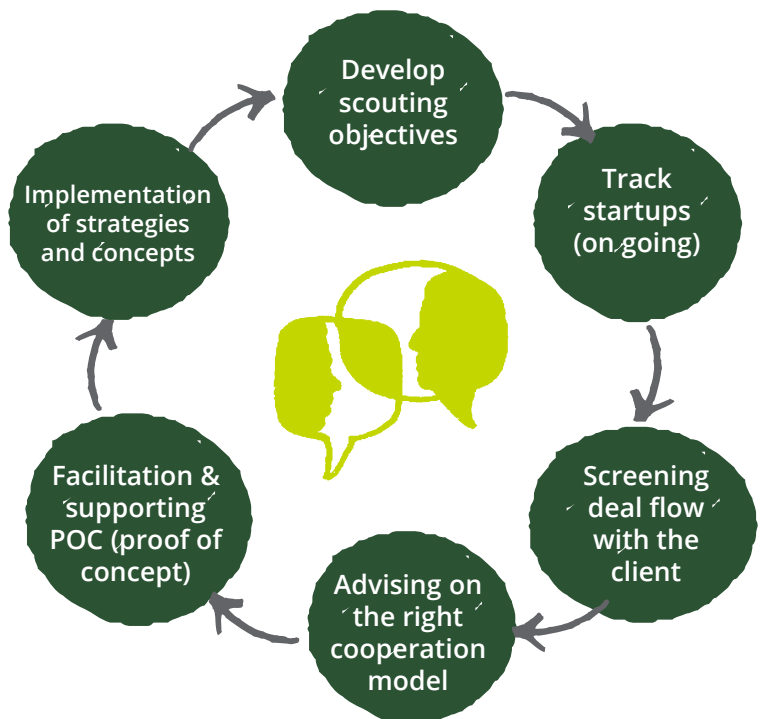 Develop
scouting
objectives
Track
startups
(on going)
Screening
deal flow
with the
client
Advising on
the right
cooperation
model
Facilitation &
supporting
POC (proof of
concept)
Implementation
of strategies
and concepts